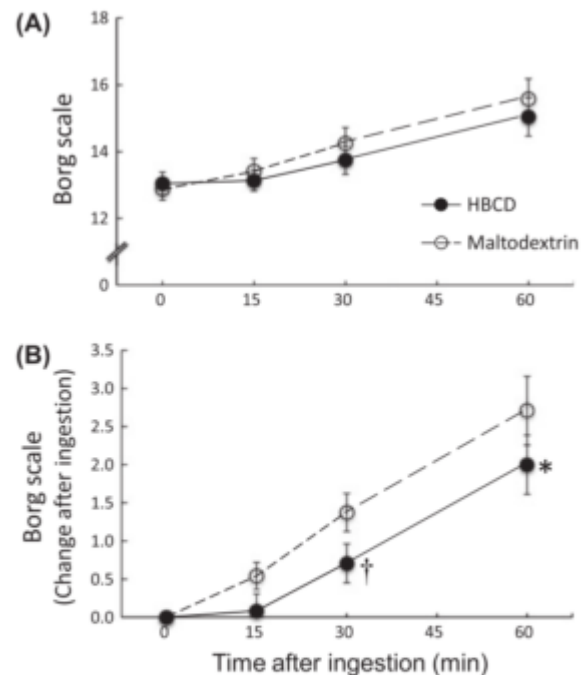 (A)
18
16
14
12
0
Borg scale
HBCD
Maltodextrin
0 15 30 45 60
(B)
3.5
3.0
2.5
2.0
1.5
1.0
0.5
0.0
Borg scale
(Change after ingestion)
†
*
0 15 30 45 60
Time after ingestion (min)